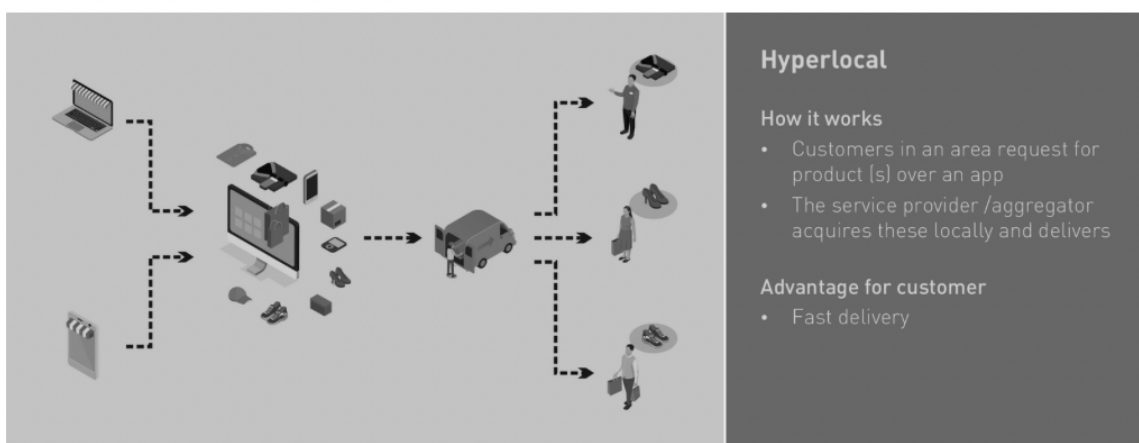 Hyperlocal
How it works
• Customers in an area request for
product (s) over an app
• The service provider /aggregator
acquires these locally and delivers
Advantage for customer
• Fast delivery